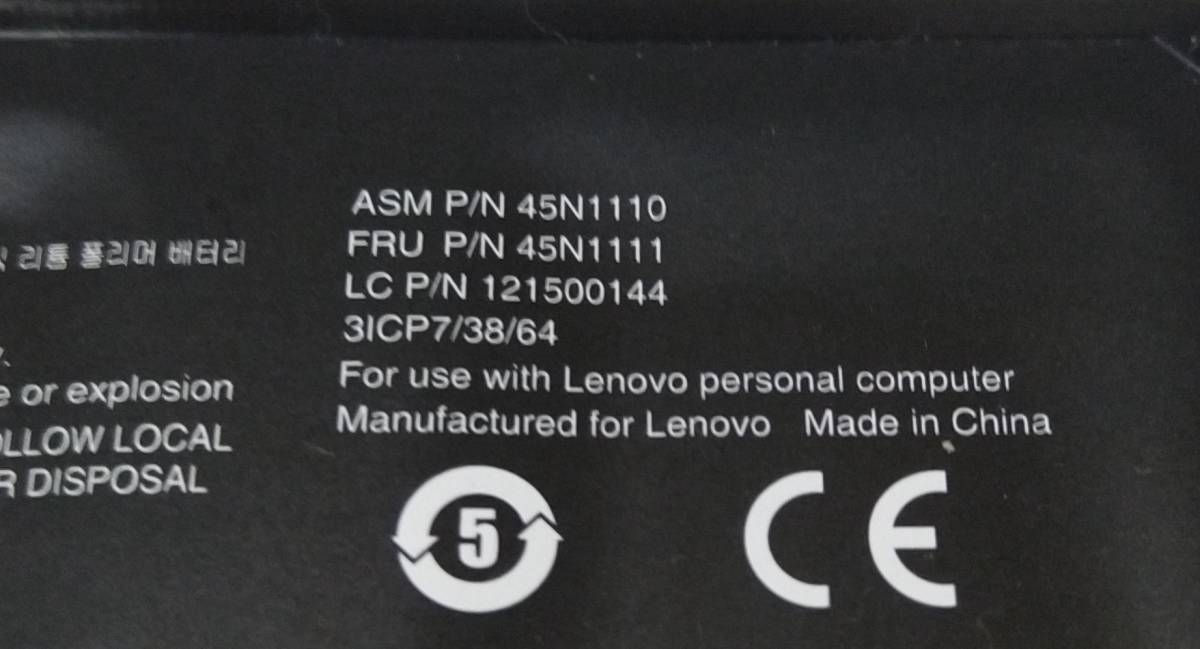 ASM P/N 45N1110
FRU P/N 45N1111
LC P/N 121500144
3ICP7/38/64
For use with Lenovo personal computer
Manufactured for Lenovo Made in China
리튬 폴리머 배터리
or explosion
LOCAL
DISPOSAL
5
CE